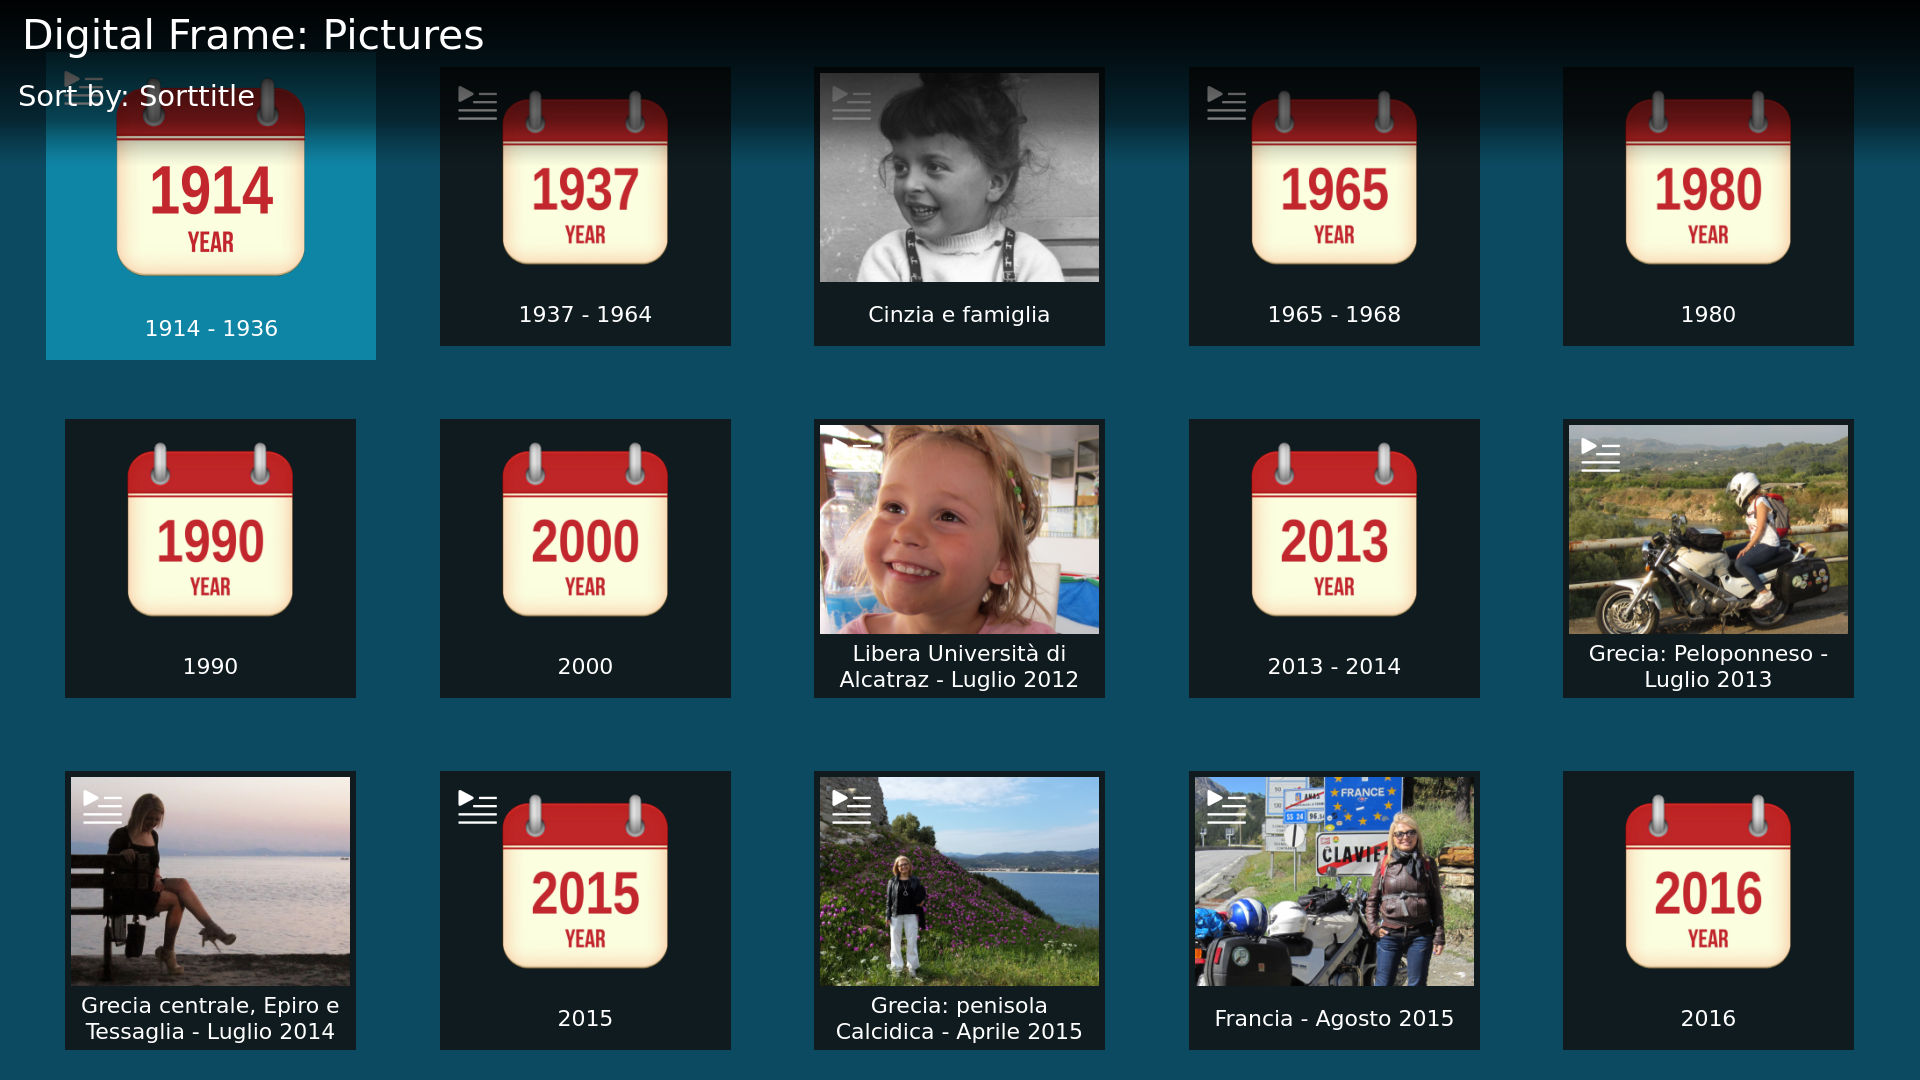 Digital Frame: Pictures
Sort by: Sorttitle
1914
YEAR
1914 - 1936
1937
YEAR
1937 - 1964
Cinzia e famiglia
1965
YEAR
1965 - 1968
1980
YEAR
1980
1990
YEAR
1990
2000
YEAR
2000
Libera Università di
Alcatraz - Luglio 2012
2013
YEAR
2013 - 2014
Grecia: Peloponneso -
Luglio 2013
Grecia centrale, Epiro e
Tessaglia - Luglio 2014
2015
YEAR
2015
Grecia: penisola
Calcidica - Aprile 2015
FRANCE
ANAS
SS 24
Francia - Agosto 2015
2016
YEAR
2016